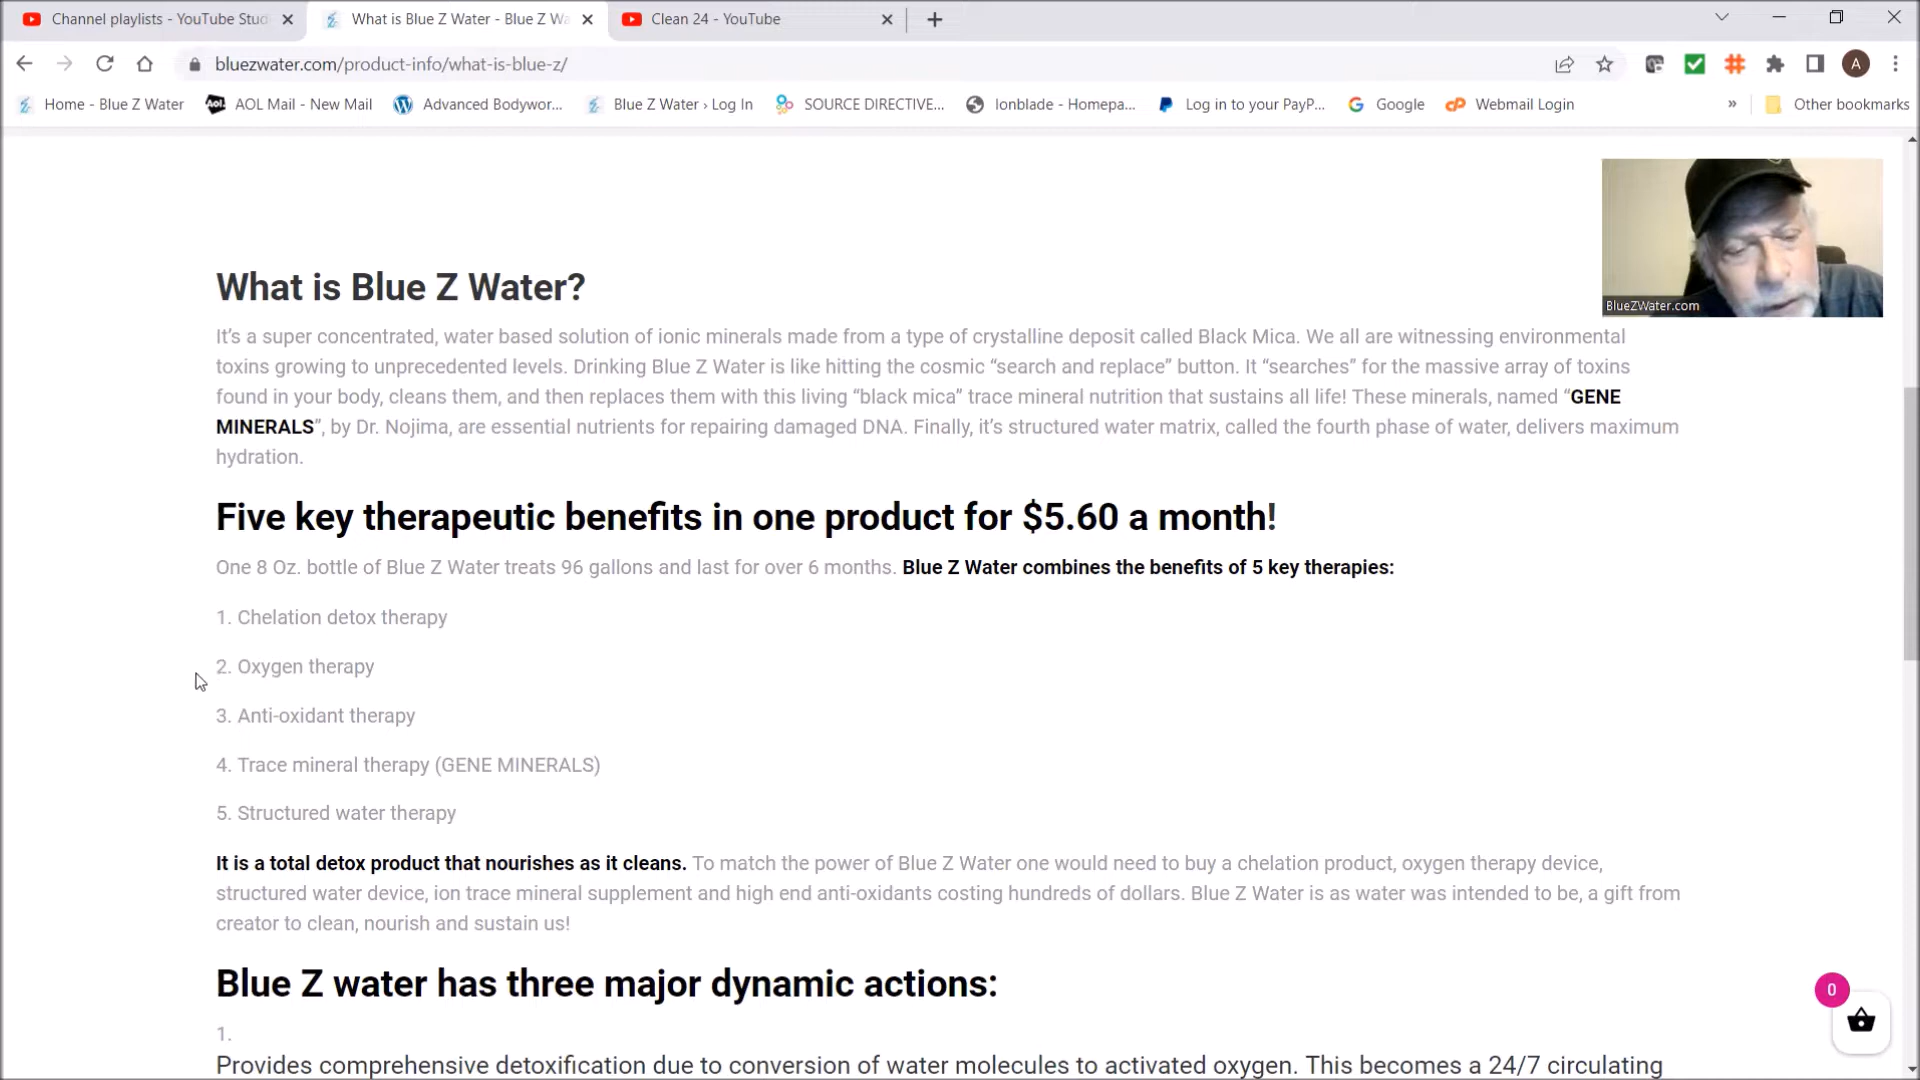 Channel playlists - YouTube Stud
What is Blue Z Water - Blue Z Wa
Clean 24 - YouTube
bluezwater.com/product-info/what-is-blue-z/
A
Home - Blue Z Water
AOL Mail - New Mail
Advanced Bodywor...
Blue Z Water › Log In
SOURCE DIRECTIVE...
Ionblade - Homepa...
Log in to your PayP...
Google
Webmail Login
»
Other bookmarks
BlueZWater.com
What is Blue Z Water?
It's a super concentrated, water based solution of ionic minerals made from a type of crystalline deposit called Black Mica. We all are witnessing environmental
toxins growing to unprecedented levels. Drinking Blue Z Water is like hitting the cosmic “search and replace” button. It “searches” for the massive array of toxins
found in your body, cleans them, and then replaces them with this living “black mica” trace mineral nutrition that sustains all life! These minerals, named “GENE
MINERALS”, by Dr. Nojima, are essential nutrients for repairing damaged DNA. Finally, it’s structured water matrix, called the fourth phase of water, delivers maximum
hydration.
Five key therapeutic benefits in one product for $5.60 a month!
One 8 Oz. bottle of Blue Z Water treats 96 gallons and last for over 6 months. Blue Z Water combines the benefits of 5 key therapies:
1. Chelation detox therapy
2. Oxygen therapy
3. Anti-oxidant therapy
4. Trace mineral therapy (GENE MINERALS)
5. Structured water therapy
It is a total detox product that nourishes as it cleans. To match the power of Blue Z Water one would need to buy a chelation product, oxygen therapy device,
structured water device, ion trace mineral supplement and high end anti-oxidants costing hundreds of dollars. Blue Z Water is as water was intended to be, a gift from
creator to clean, nourish and sustain us!
Blue Z water has three major dynamic actions:
0
1.
Provides comprehensive detoxification due to conversion of water molecules to activated oxygen. This becomes a 24/7 circulating